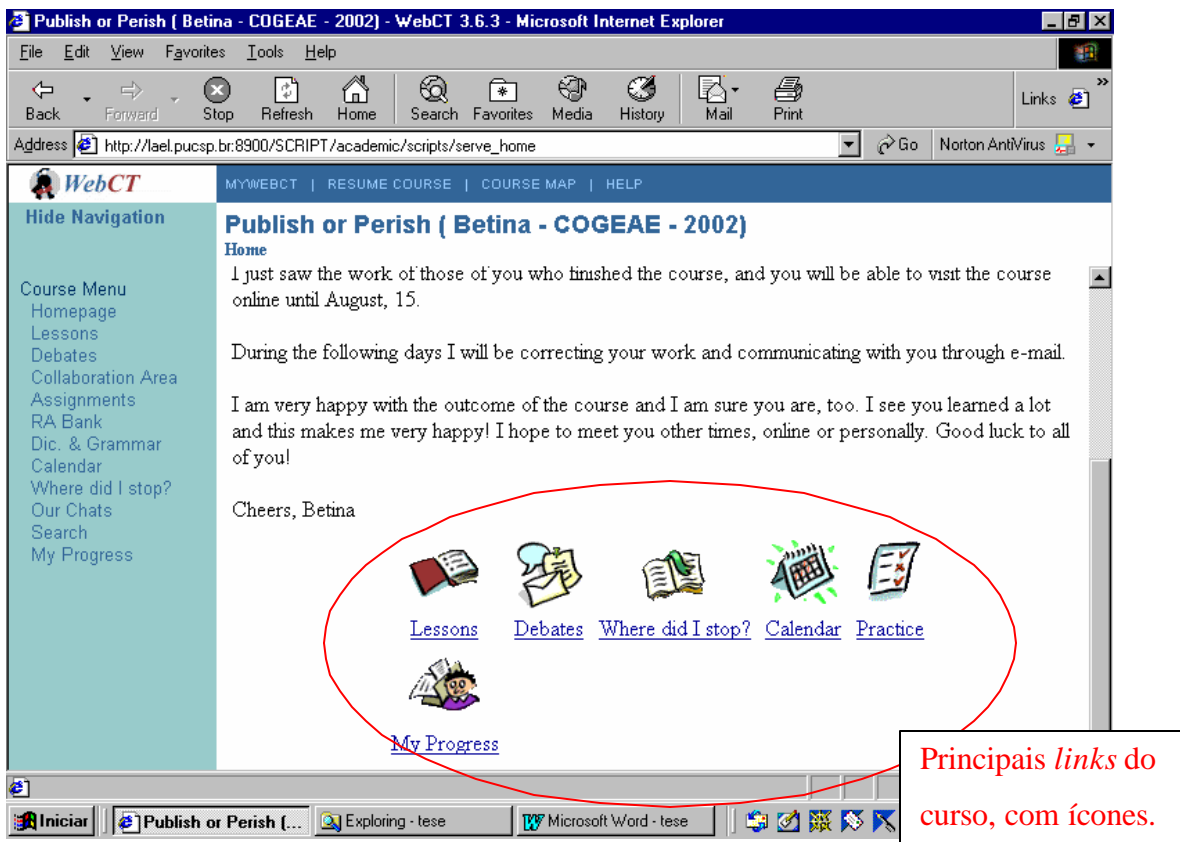 Publish or Perish ( Betina - COGEAE - 2002) - WebCT 3.6.3 - Microsoft Internet Explorer
File Edit View Favorites Tools Help
Back Forward Stop Refresh Home Search Favorites Media History Mail Print Links »
Address http://lael.pucsp.br:8900/SCRIPT/academic/scripts/serve_home Go Norton AntiVirus
WebCT MYWEBCT | RESUME COURSE | COURSE MAP | HELP
Hide Navigation
Publish or Perish ( Betina - COGEAE - 2002)
Home
Course Menu
Homepage
Lessons
Debates
Collaboration Area
Assignments
RA Bank
Dic. & Grammar
Calendar
Where did I stop?
Our Chats
Search
My Progress
I just saw the work of those of you who finished the course, and you will be able to visit the course
online until August, 15.
During the following days I will be correcting your work and communicating with you through e-mail.
I am very happy with the outcome of the course and I am sure you are, too. I see you learned a lot
and this makes me very happy! I hope to meet you other times, online or personally. Good luck to all
of you!
Cheers, Betina
Lessons Debates Where did I stop? Calendar Practice
My Progress
Principais links do
curso, com ícones.
Iniciar Publish or Perish (... Exploring - tese Microsoft Word - tese